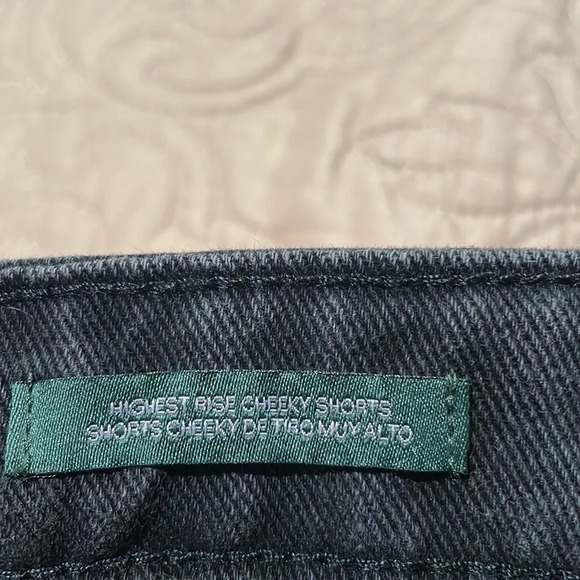 HIGHEST RISE CHEEKY SHORTS
SHORTS CHEEKY DE TIRO MUY ALTO